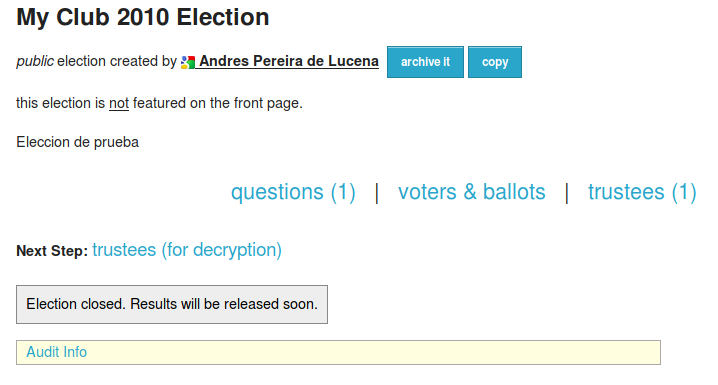 My Club 2010 Election
public election created by Andres Pereira de Lucena archive it copy
this election is not featured on the front page.
Eleccion de prueba
questions (1) | voters & ballots | trustees (1)
Next Step: trustees (for decryption)
Election closed. Results will be released soon.
Audit Info